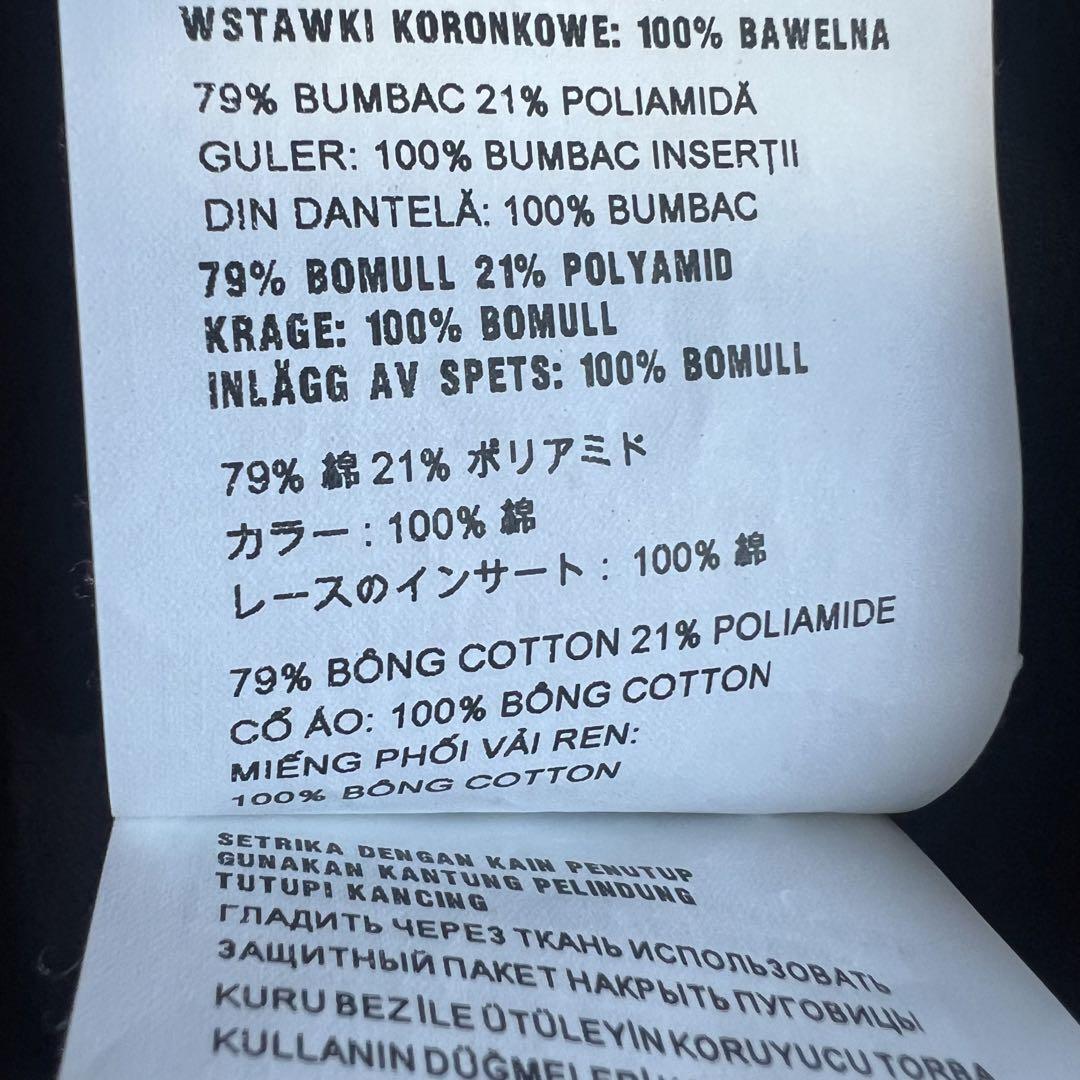 WSTAWKI KORONKOWE: 100% BAWELNA
79% BUMBAC 21% POLIAMIDĂ
GULER: 100% BUMBAC INSERȚII
DIN DANTELĂ: 100% BUMBAC
79% BOMULL 21% POLYAMID
KRAGE: 100% BOMULL
INLÄGG AV SPETS: 100% BOMULL
79% 綿 21% ポリアミド
カラー : 100% 綿
レースのインサート : 100% 綿
79% BÔNG COTTON 21% POLIAMIDE
CỔ ÁO: 100% BÔNG COTTON
MIẾNG PHỐI VẢI REN:
100% BÔNG COTTON
SETRIKA DENGAN KAIN PENUTUP
GUNAKAN KANTUNG PELINDUNG
TUTUPI KANCING
ГЛАДИТЬ ЧЕРЕЗ ТКАНЬ ИСПОЛЬЗОВАТЬ
ЗАЩИТНЫЙ ПАКЕТ НАКРЫТЬ ПУГОВИЦЫ
KURU BEZ İLE ÜTÜLEYİN KORUYUCU TORBA
KULLANIN